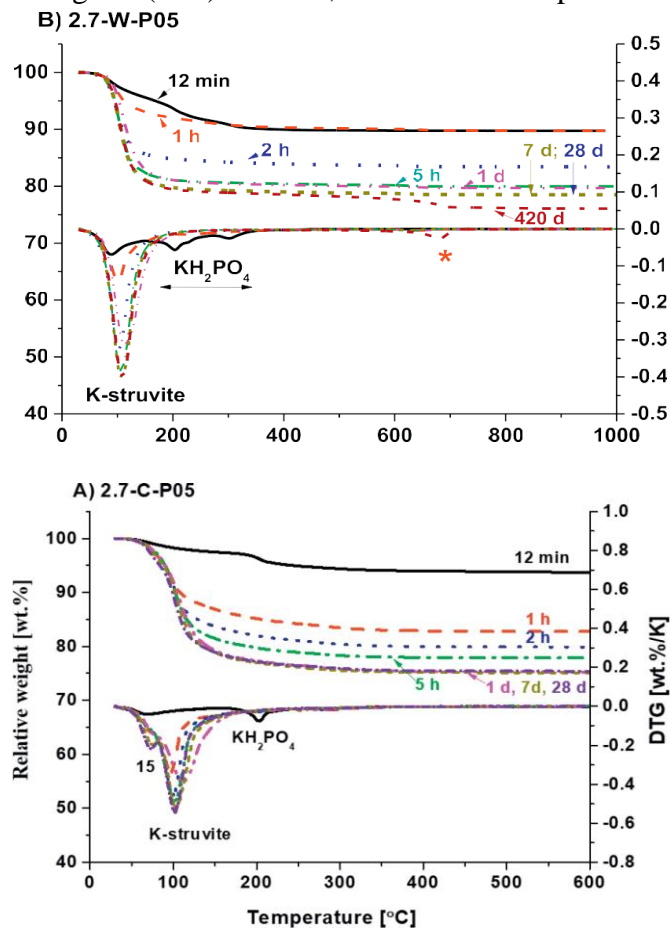 B) 2.7-W-P05
100
90
80
70
60
50
40
0.5
0.4
0.3
0.2
0.1
0.0
-0.1
-0.2
-0.3
-0.4
-0.5
12 min
1 h
2 h
5 h
1 d
7 d; 28 d
420 d
KH2PO4
*
K-struvite
0
200
400
600
800
1000
A) 2.7-C-P05
Relative weight [wt.%]
100
90
80
70
60
50
40
1.0
0.8
0.6
0.4
0.2
0.0
-0.2
-0.4
-0.6
-0.8
DTG [wt.%/K]
12 min
1 h
2 h
5 h
1 d, 7d, 28 d
15
KH2PO4
K-struvite
0
100
200
300
400
500
600
Temperature [°C]